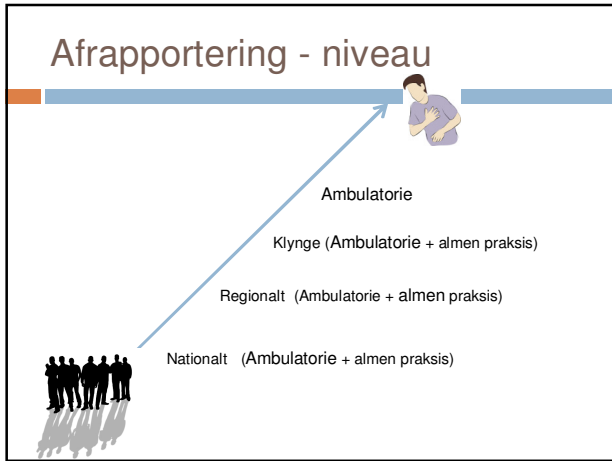 Afrapportering - niveau
Ambulatorie
Klynge (Ambulatorie + almen praksis)
Regionalt (Ambulatorie + almen praksis)
Nationalt (Ambulatorie + almen praksis)